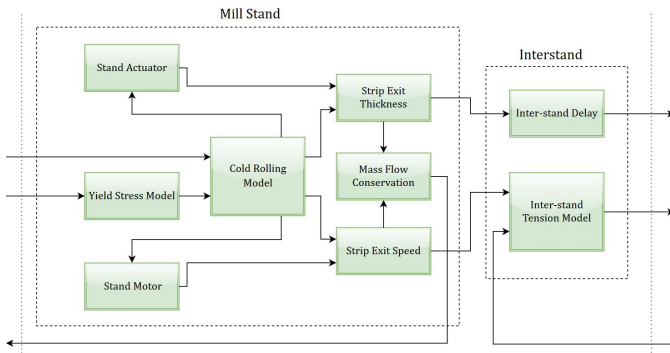 Mill Stand
Interstand
Stand Actuator
Strip Exit
Thickness
Inter-stand Delay
Cold Rolling
Model
Mass Flow
Conservation
Yield Stress Model
Inter-stand
Tension Model
Strip Exit Speed
Stand Motor